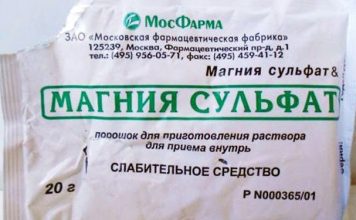 МосФарма
ЗАО «Московская фармацевтическая фабрика»
125239, Москва, Фармацевтический пр-д, д.1
тел.: (495) 956-05-71, факс: (495) 459-41-12
Магния сульфат&
МАГНИЯ СУЛЬФАТ
порошок для приготовления раствора
для приема внутрь
СЛАБИТЕЛЬНОЕ СРЕДСТВО
20 г
Р N000365/01